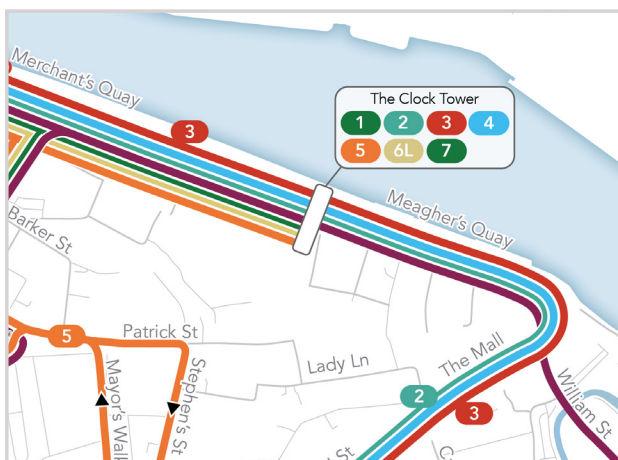 Merchant's Quay
3
The Clock Tower
1 2 3 4
5 6L 7
Meagher's Quay
Barker St
5
Patrick St
Mayor's Walk
Stephen's St
Lady Ln
The Mall
2
3
William St
St